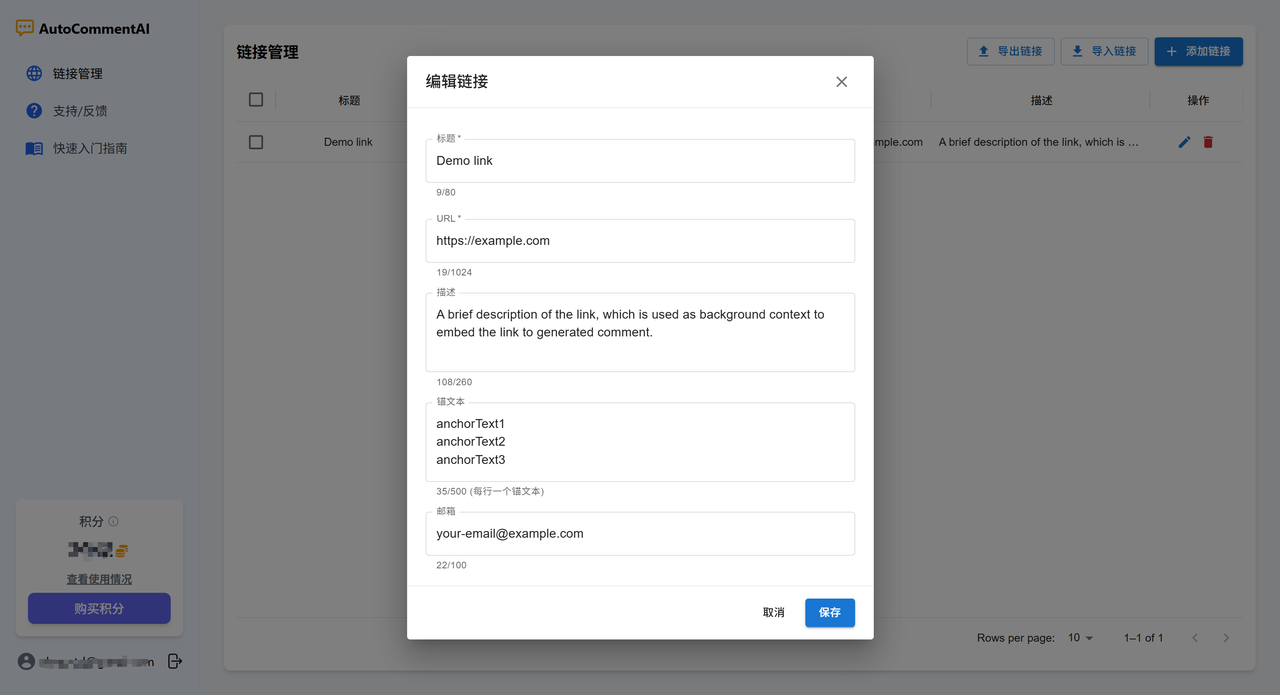 AutoCommentAI
链接管理
支持/反馈
快速入门指南
积分
查看使用情况
购买积分
链接管理
导出链接
导入链接
添加链接
标题
描述
操作
Demo link
mple.com
A brief description of the link, which is …
编辑链接
标题 *
Demo link
9/80
URL *
https://example.com
19/1024
描述
A brief description of the link, which is used as background context to
embed the link to generated comment.
108/260
锚文本
anchorText1
anchorText2
anchorText3
35/500 (每行一个锚文本)
邮箱
your-email@example.com
22/100
取消
保存
Rows per page:
10
1–1 of 1